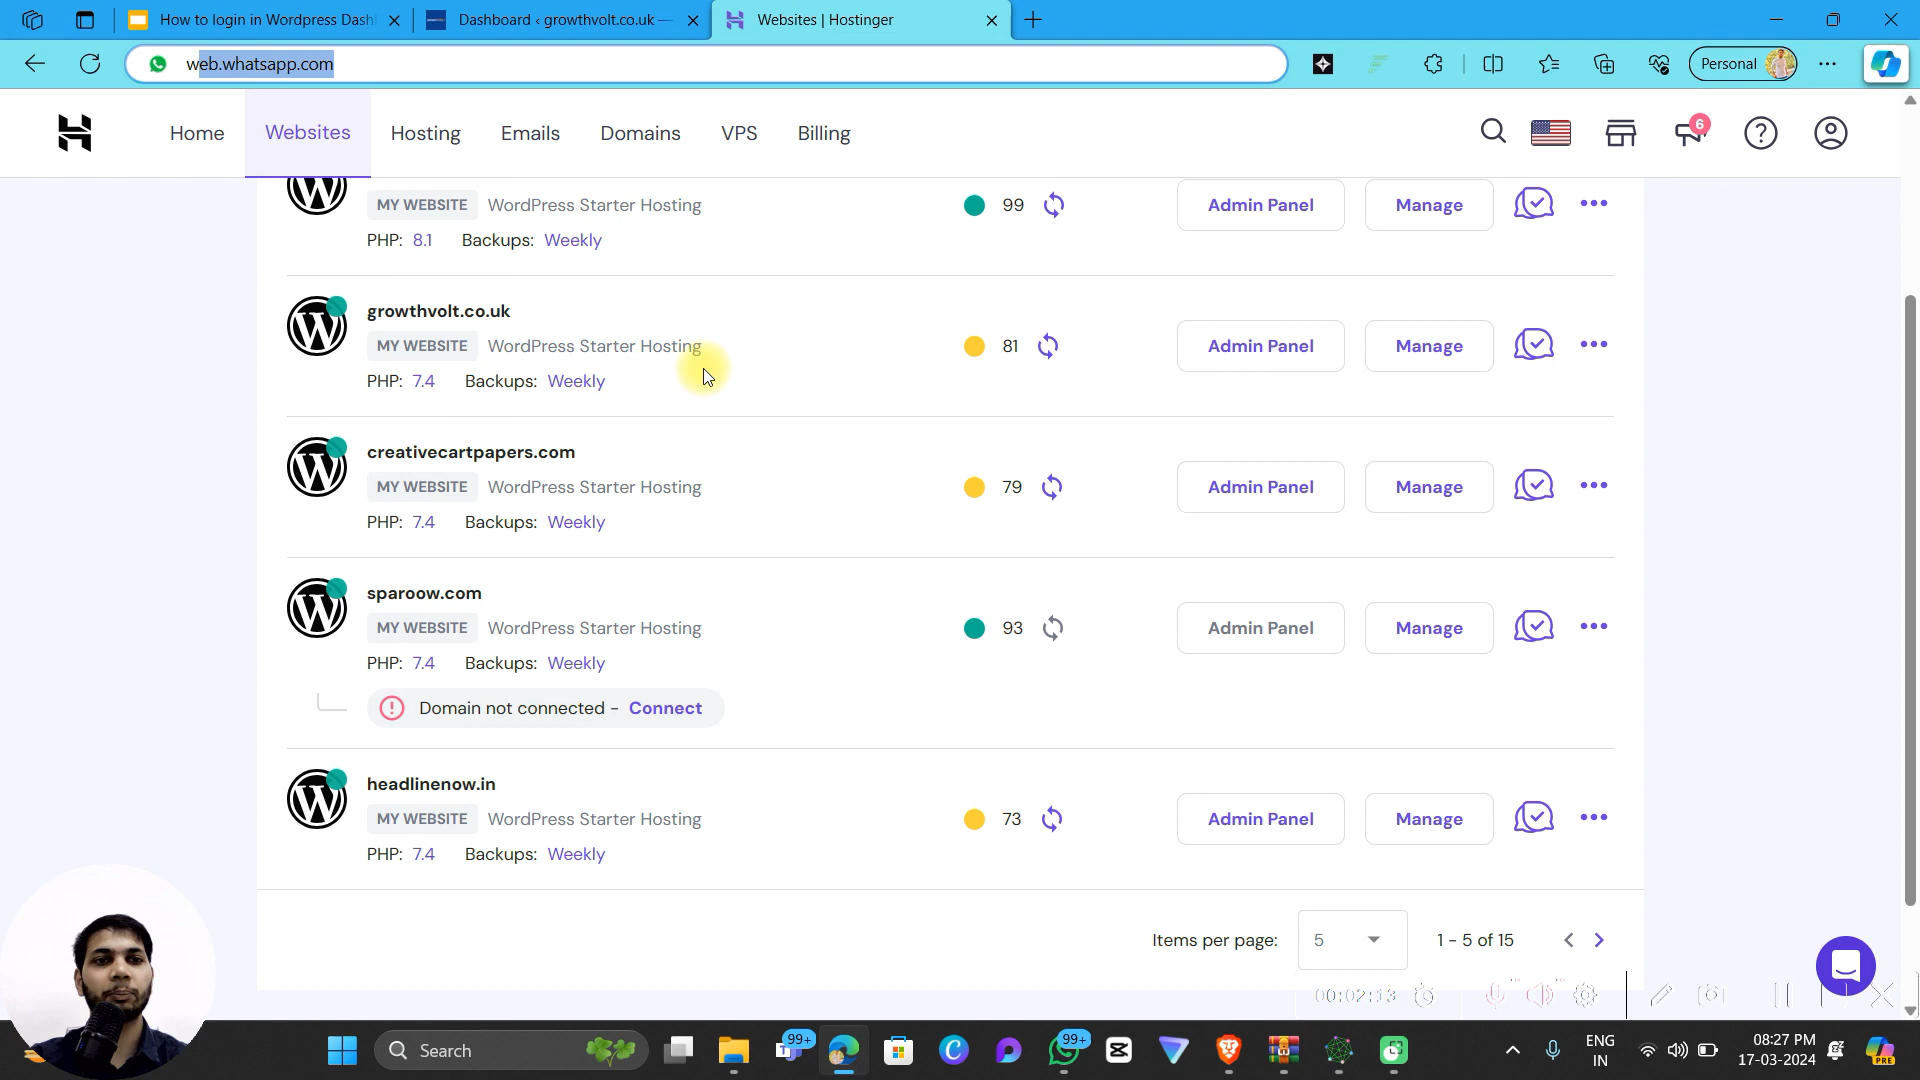 How to login in Wordpress Dash
Dashboard ‹ growthvolt.co.uk —
Websites | Hostinger
web.whatsapp.com
Personal
Home
Websites
Hosting
Emails
Domains
VPS
Billing
6
MY WEBSITE WordPress Starter Hosting
99
Admin Panel
Manage
PHP: 8.1 Backups: Weekly
growthvolt.co.uk
MY WEBSITE WordPress Starter Hosting
81
Admin Panel
Manage
PHP: 7.4 Backups: Weekly
creativecartpapers.com
MY WEBSITE WordPress Starter Hosting
79
Admin Panel
Manage
PHP: 7.4 Backups: Weekly
sparoow.com
MY WEBSITE WordPress Starter Hosting
93
Admin Panel
Manage
PHP: 7.4 Backups: Weekly
Domain not connected - Connect
headlinenow.in
MY WEBSITE WordPress Starter Hosting
73
Admin Panel
Manage
PHP: 7.4 Backups: Weekly
Items per page: 5 1 - 5 of 15
00:02:13
Search
99+
99+
ENG
IN
08:27 PM
17-03-2024
PRE